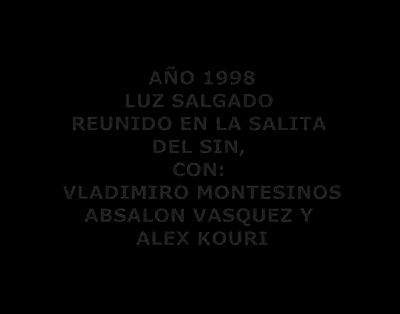 AÑO 1998
LUZ SALGADO
REUNIDO EN LA SALITA
DEL SIN,
CON:
VLADIMIRO MONTESINOS
ABSALON VASQUEZ Y
ALEX KOURI